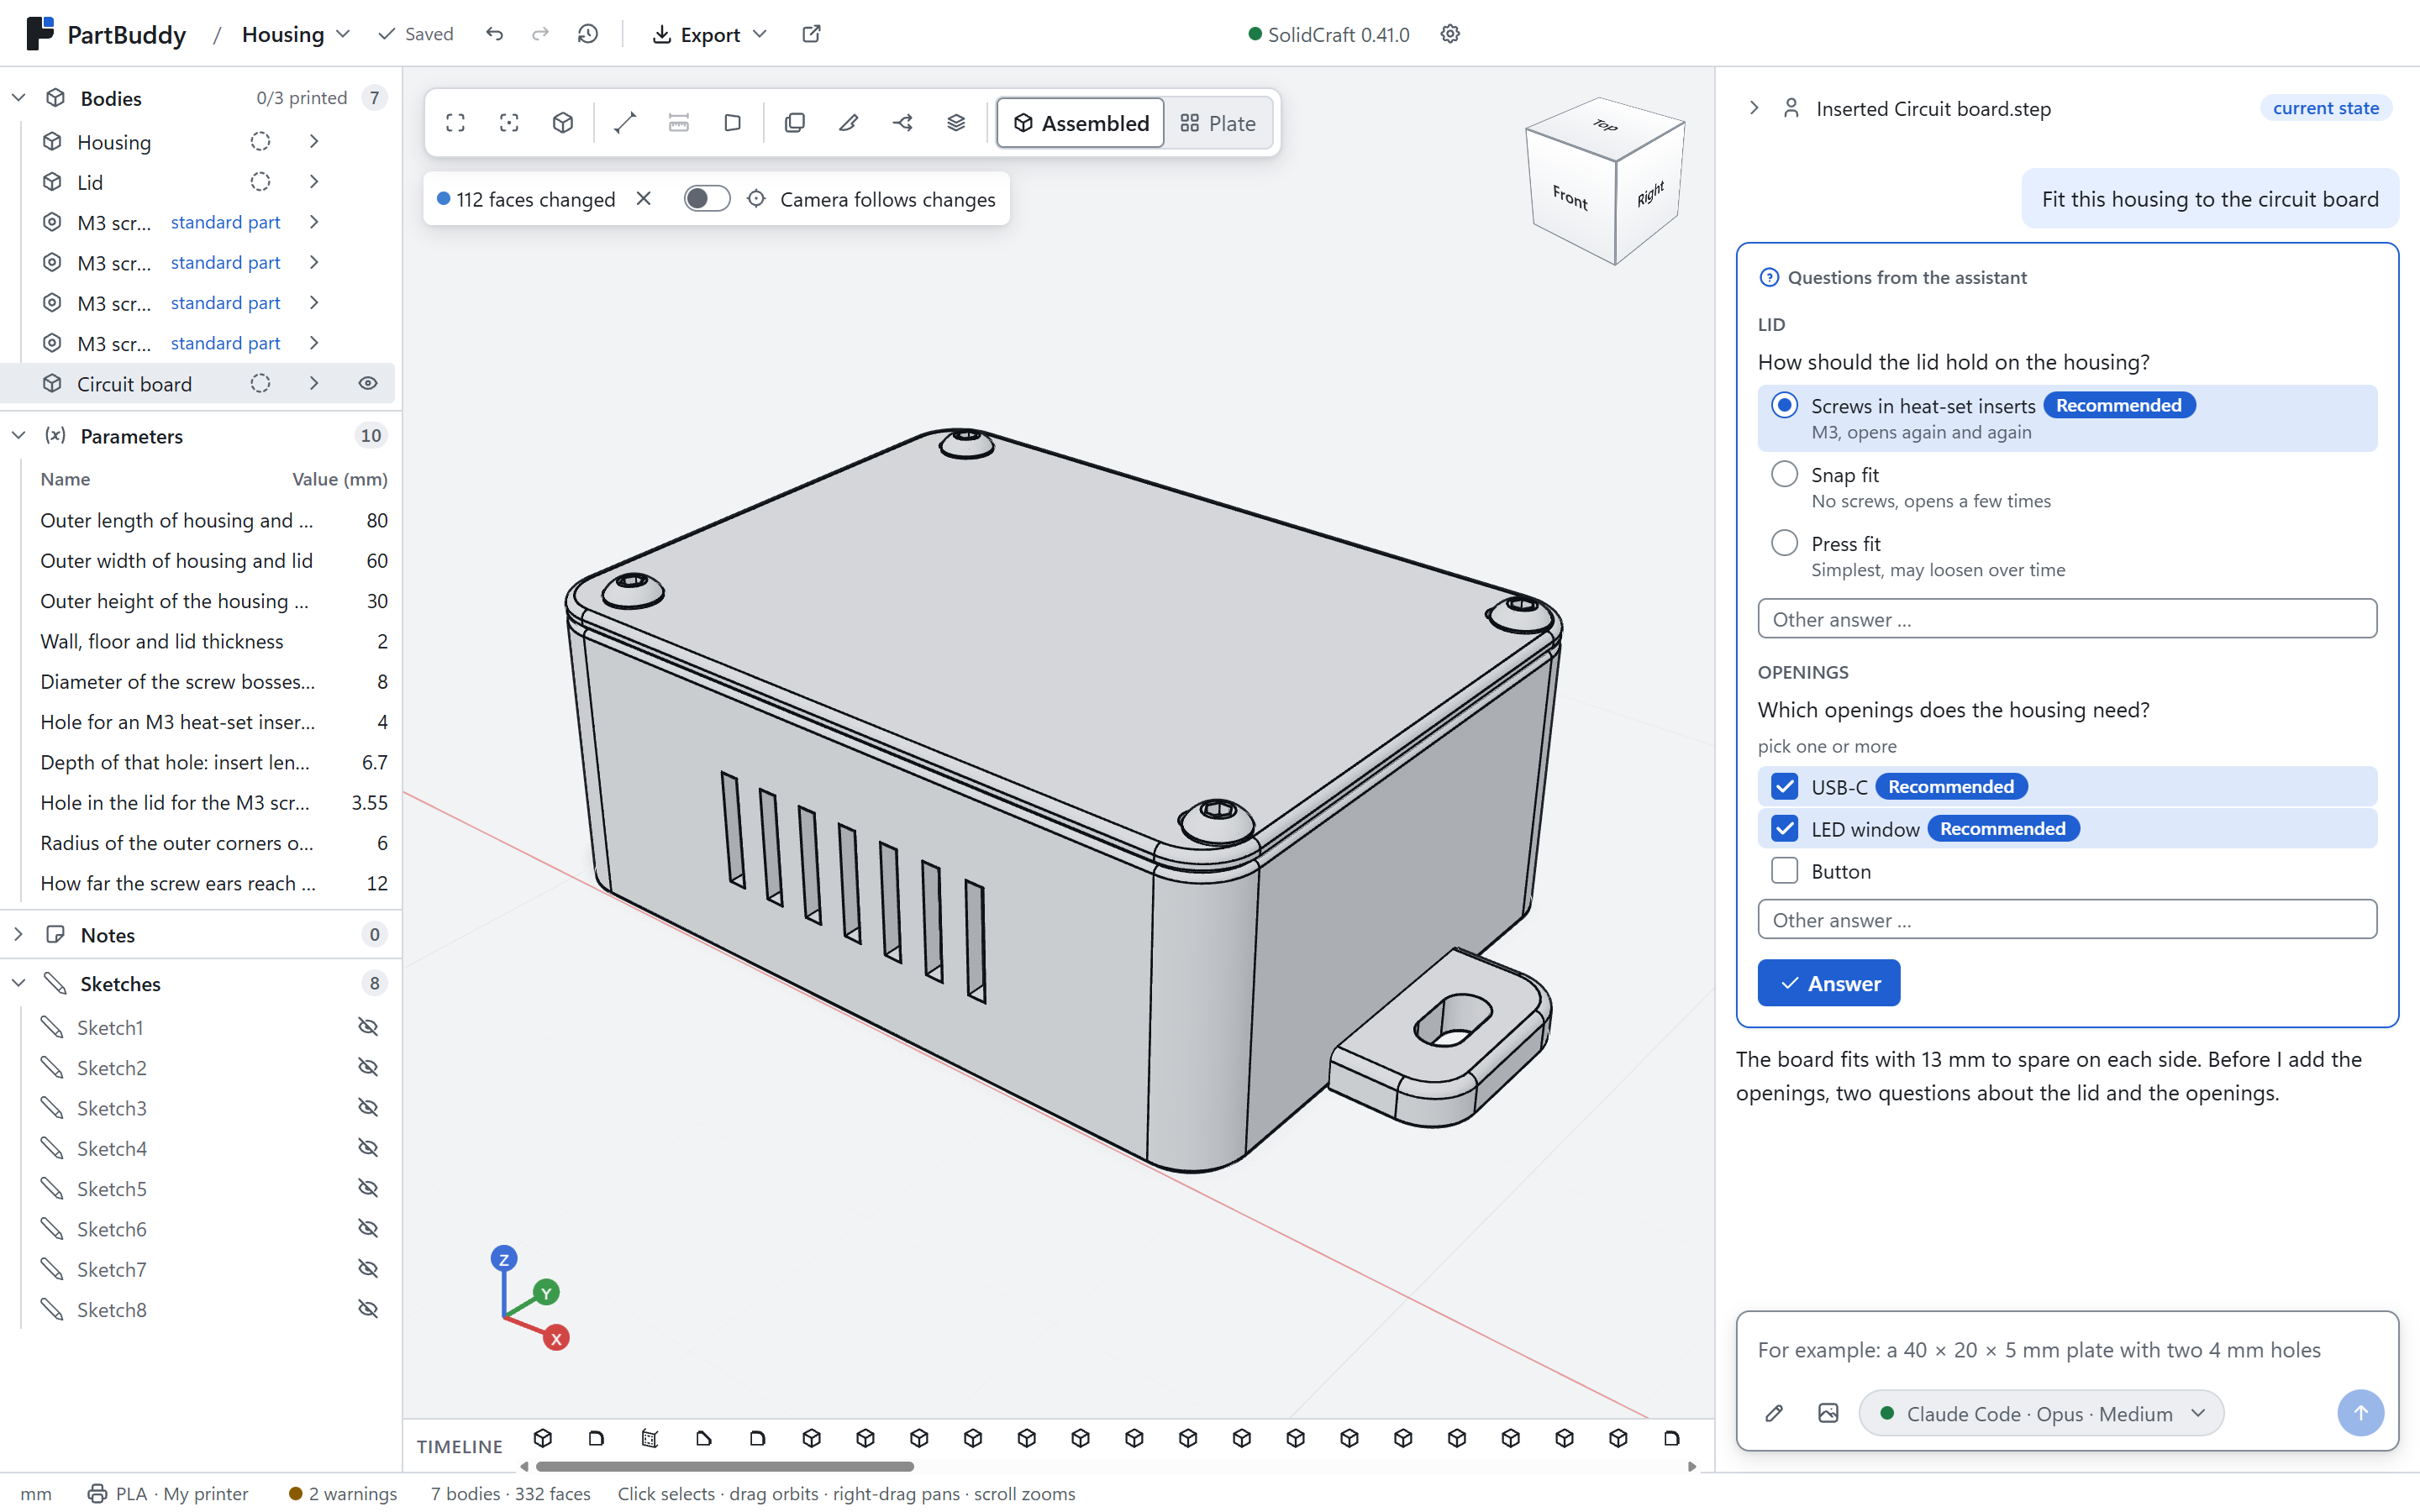 PartBuddy / Housing Saved Export SolidCraft 0.41.0
Bodies 0/3 printed 7
Housing
Lid
M3 scr... standard part
M3 scr... standard part
M3 scr... standard part
M3 scr... standard part
Circuit board
(x) Parameters 10
Name Value (mm)
Outer length of housing and ... 80
Outer width of housing and lid 60
Outer height of the housing ... 30
Wall, floor and lid thickness 2
Diameter of the screw bosses... 8
Hole for an M3 heat-set inser... 4
Depth of that hole: insert len... 6.7
Hole in the lid for the M3 scr... 3.55
Radius of the outer corners o... 6
How far the screw ears reach ... 12
Notes 0
Sketches 8
Sketch1
Sketch2
Sketch3
Sketch4
Sketch5
Sketch6
Sketch7
Sketch8
Assembled Plate
112 faces changed Camera follows changes
Top
Front Right
Z
Y
X
TIMELINE
Inserted Circuit board.step current state
Fit this housing to the circuit board
Questions from the assistant
LID
How should the lid hold on the housing?
Screws in heat-set inserts Recommended
M3, opens again and again
Snap fit
No screws, opens a few times
Press fit
Simplest, may loosen over time
Other answer ...
OPENINGS
Which openings does the housing need?
pick one or more
USB-C Recommended
LED window Recommended
Button
Other answer ...
Answer
The board fits with 13 mm to spare on each side. Before I add the
openings, two questions about the lid and the openings.
For example: a 40 × 20 × 5 mm plate with two 4 mm holes
Claude Code · Opus · Medium
mm PLA · My printer 2 warnings 7 bodies · 332 faces Click selects · drag orbits · right-drag pans · scroll zooms